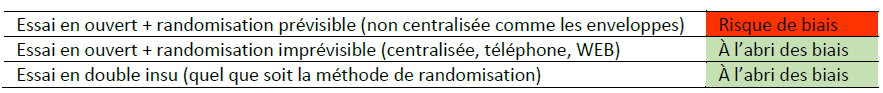 Essai en ouvert + randomisation prévisible (non centralisée comme les enveloppes) Risque de biais
Essai en ouvert + randomisation imprévisible (centralisée, téléphone, WEB) À l’abri des biais
Essai en double insu (quel que soit la méthode de randomisation) À l’abri des biais